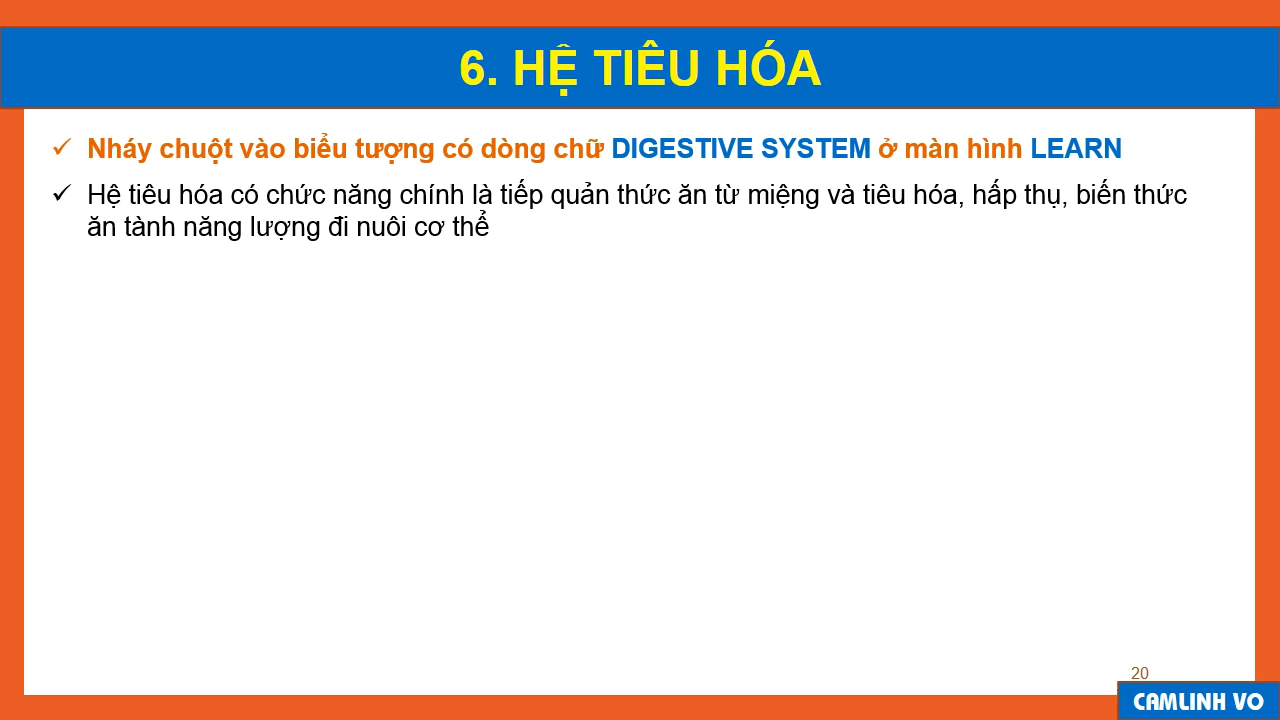 6. HỆ TIÊU HÓA
✓ Nháy chuột vào biểu tượng có dòng chữ DIGESTIVE SYSTEM ở màn hình LEARN
✓ Hệ tiêu hóa có chức năng chính là tiếp quản thức ăn từ miệng và tiêu hóa, hấp thụ, biến thức
ăn tành năng lượng đi nuôi cơ thể
20
CAMLINH VO